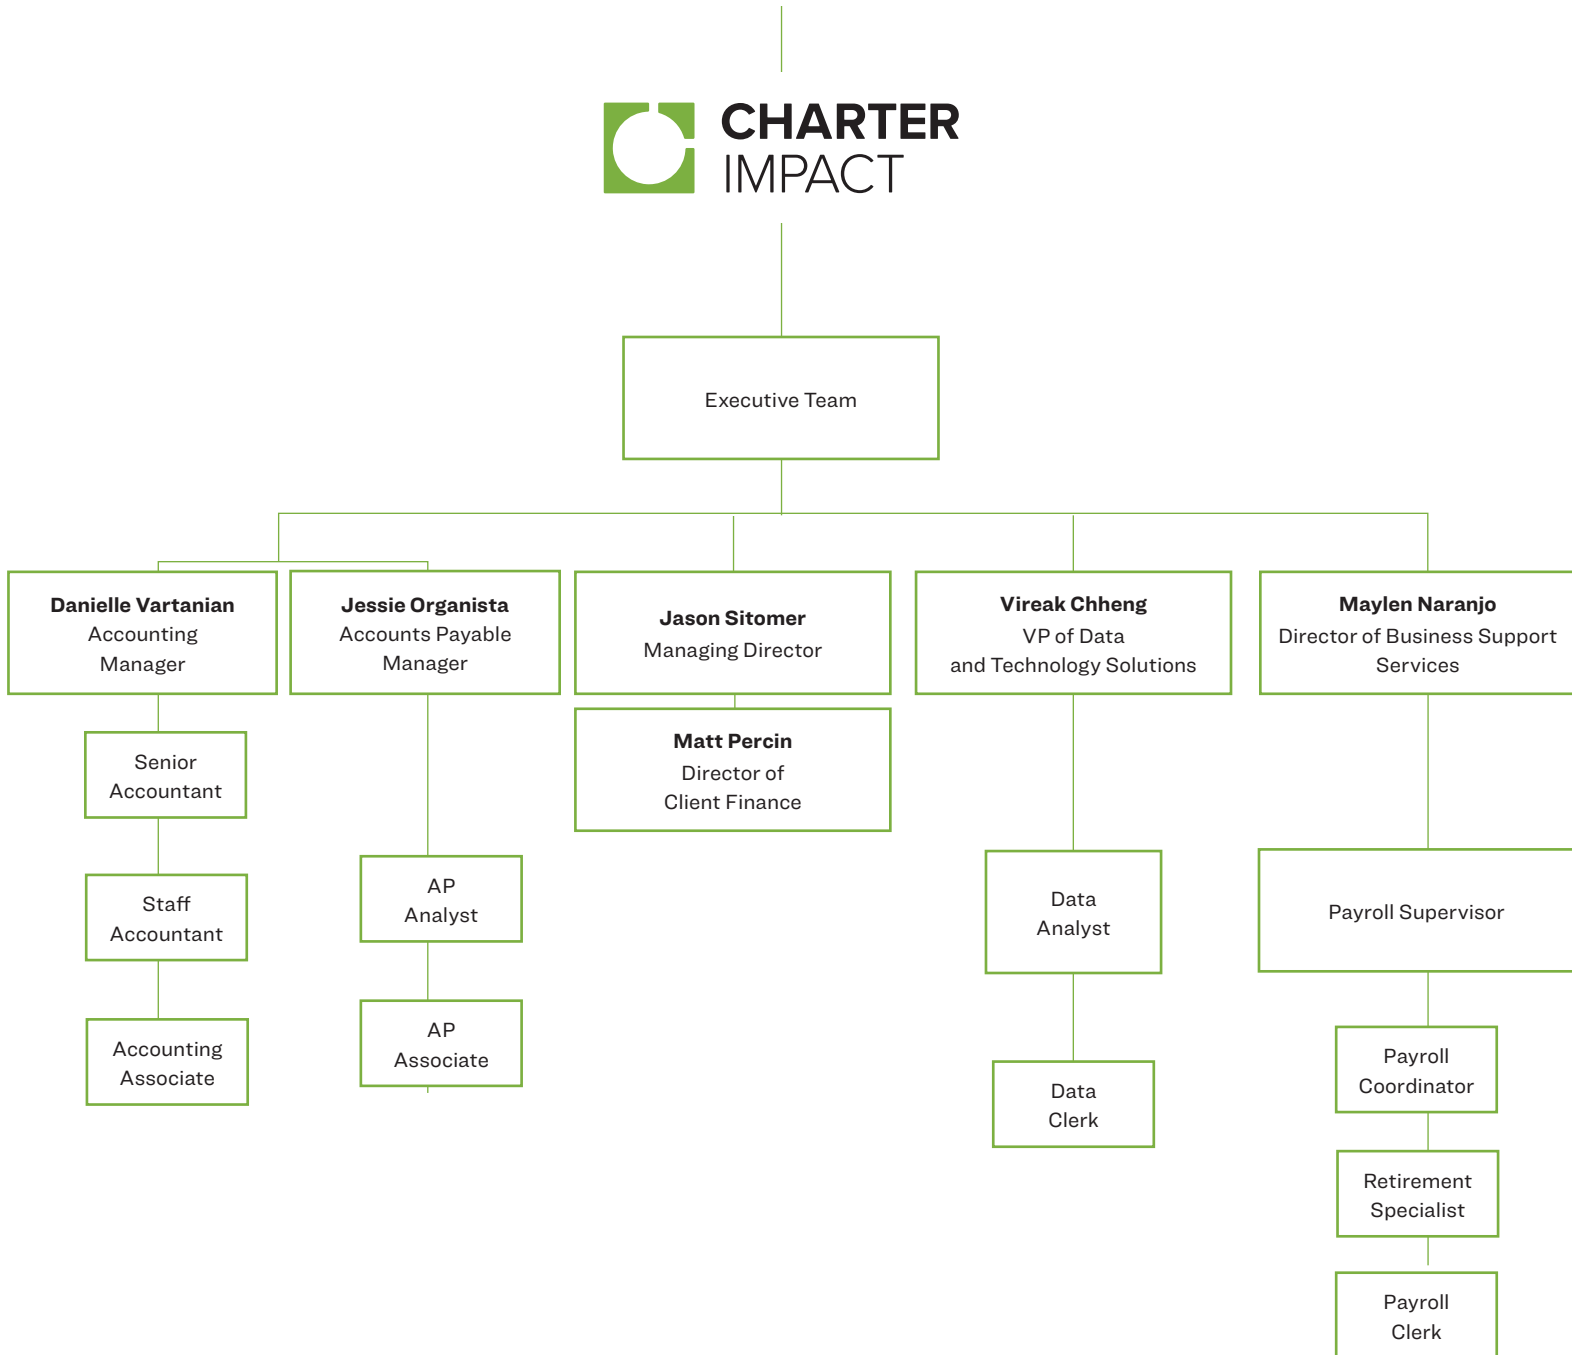 CHARTER
IMPACT
Executive Team
Danielle Vartanian
Accounting
Manager
Jessie Organista
Accounts Payable
Manager
Jason Sitomer
Managing Director
Vireak Chheng
VP of Data
and Technology Solutions
Maylen Naranjo
Director of Business Support
Services
Matt Percin
Director of
Client Finance
Senior
Accountant
Staff
Accountant
Accounting
Associate
AP
Analyst
AP
Associate
Data
Analyst
Data
Clerk
Payroll Supervisor
Payroll
Coordinator
Retirement
Specialist
Payroll
Clerk